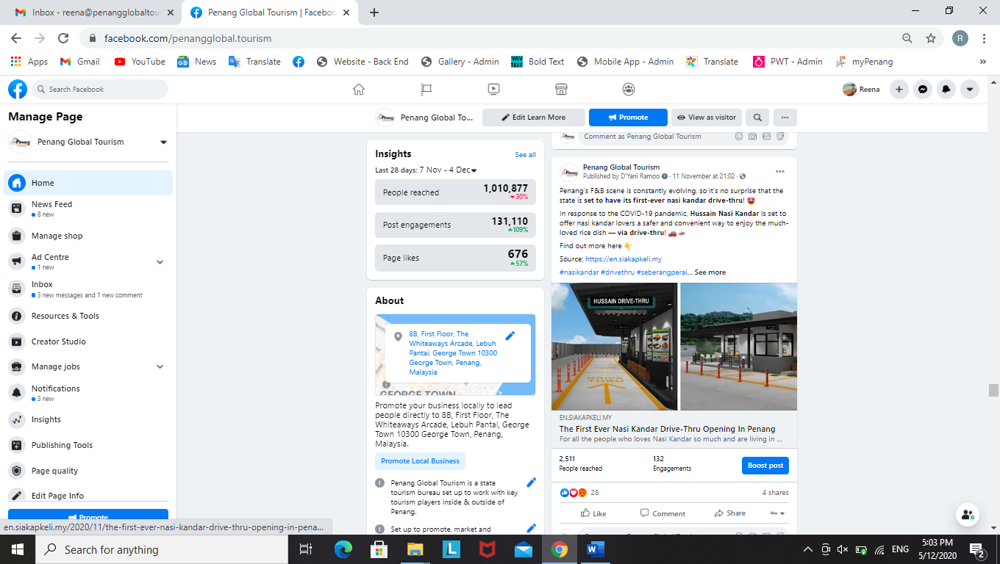 Inbox - reena@penangglobaltou
Penang Global Tourism | Faceboo
facebook.com/penangglobal.tourism
R
Apps
Gmail
YouTube
News
Translate
Website - Back End
Gallery - Admin
YAY TEXT
Bold Text
Mobile App - Admin
Translate
PWT - Admin
myPenang
Search Facebook
Reena
Manage Page
Penang Global Tourism
Home
News Feed
8 new
Manage shop
Ad Centre
1 new
Inbox
3 new messages and 1 new comment
Resources & Tools
Creator Studio
Manage jobs
Notifications
3 new
Insights
Publishing Tools
Page quality
Edit Page Info
Promote
en.siakapkeli.my/2020/11/the-first-ever-nasi-kandar-drive-thru-opening-in-pena...
Penang Global To...
Edit Learn More
Promote
View as visitor
Insights
See all
Last 28 days: 7 Nov - 4 Dec
People reached
1,010,877
30%
Post engagements
131,110
109%
Page likes
676
57%
About
8B, First Floor, The
Whiteaways Arcade, Lebuh
Pantai, George Town 10300
George Town, Penang,
Malaysia
GEORGE TOWN
Promote your business locally to lead
people directly to 8B, First Floor, The
Whiteaways Arcade, Lebuh Pantai, George
Town 10300 George Town, Penang,
Malaysia.
Promote Local Business
Penang Global Tourism is a state
tourism bureau set up to work with key
tourism players inside & outside of
Penang.
Set up to promote, market and
Comment as Penang Global Tourism
Penang Global Tourism
Published by D'Yani Ramoo · 11 November at 21:02 ·
Penang's F&B scene is constantly evolving, so it's no surprise that the
state is set to have its first-ever nasi kandar drive-thru! 🤩
In response to the COVID-19 pandemic, Hussain Nasi Kandar is set to
offer nasi kandar lovers a safer and convenient way to enjoy the much-
loved rice dish — via drive-thru! 🚗🍛
Find out more here 👇
Source: https://en.siakapkeli.my
#nasikandar #drivethru #seberangperai... See more
HUSSAIN DRIVE-THRU
DRIVE
THRU
EN.SIAKAPKELI.MY
The First Ever Nasi Kandar Drive-Thru Opening In Penang
For all the people who loves Nasi Kandar so much and are living in ...
2,511
People reached
132
Engagements
Boost post
28
4 shares
Like
Comment
Share
0
Search for anything
L
W
ENG
5:03 PM
5/12/2020
2